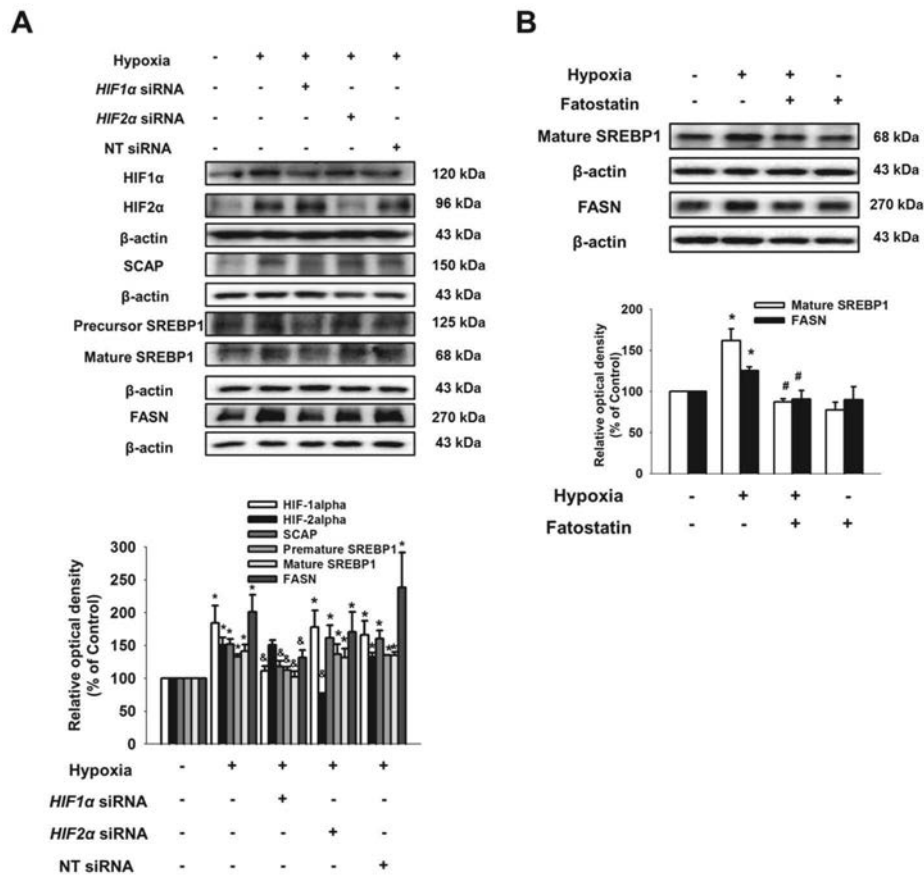 A
Hypoxia - + + + +
HIF1α siRNA - - + - -
HIF2α siRNA - - - + -
NT siRNA - - - - +
HIF1α 120 kDa
HIF2α 96 kDa
β-actin 43 kDa
SCAP 150 kDa
β-actin 43 kDa
Precursor SREBP1 125 kDa
Mature SREBP1 68 kDa
β-actin 43 kDa
FASN 270 kDa
β-actin 43 kDa
HIF-1alpha
HIF-2alpha
SCAP
Premature SREBP1
Mature SREBP1
FASN
Relative optical density
(% of Control)
300
250
200
150
100
50
0
* * * * * *
& & & & &
* & * * * *
* * * * * *
Hypoxia - + + + +
HIF1α siRNA - - + - -
HIF2α siRNA - - - + -
NT siRNA - - - - +
B
Hypoxia - + + -
Fatostatin - - + +
Mature SREBP1 68 kDa
β-actin 43 kDa
FASN 270 kDa
β-actin 43 kDa
Mature SREBP1
FASN
Relative optical density
(% of Control)
200
150
100
50
0
* *
# #
Hypoxia - + + -
Fatostatin - - + +